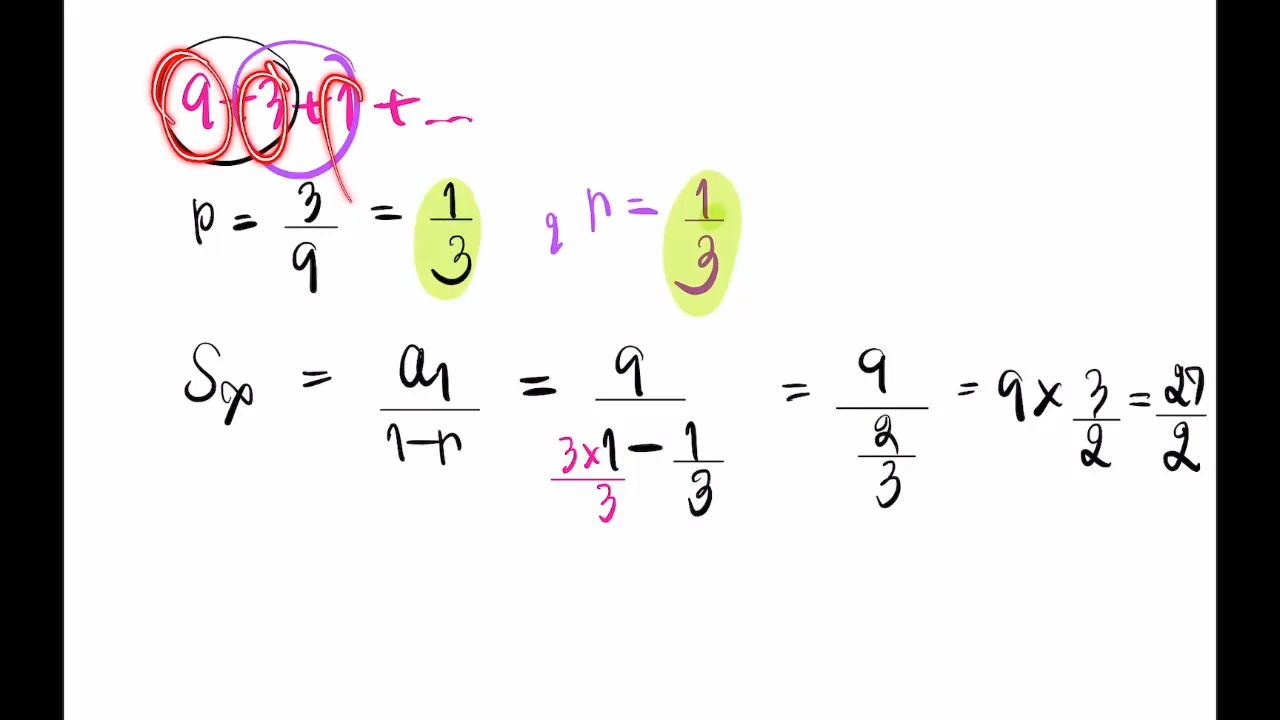 9 + 3 + 1 + ...
r = 3/9 = 1/3 , r = 1/3
S∞ = a1/(1-r) = 9/((3×1)/3 - 1/3) = 9/(2/3) = 9 × 3/2 = 27/2